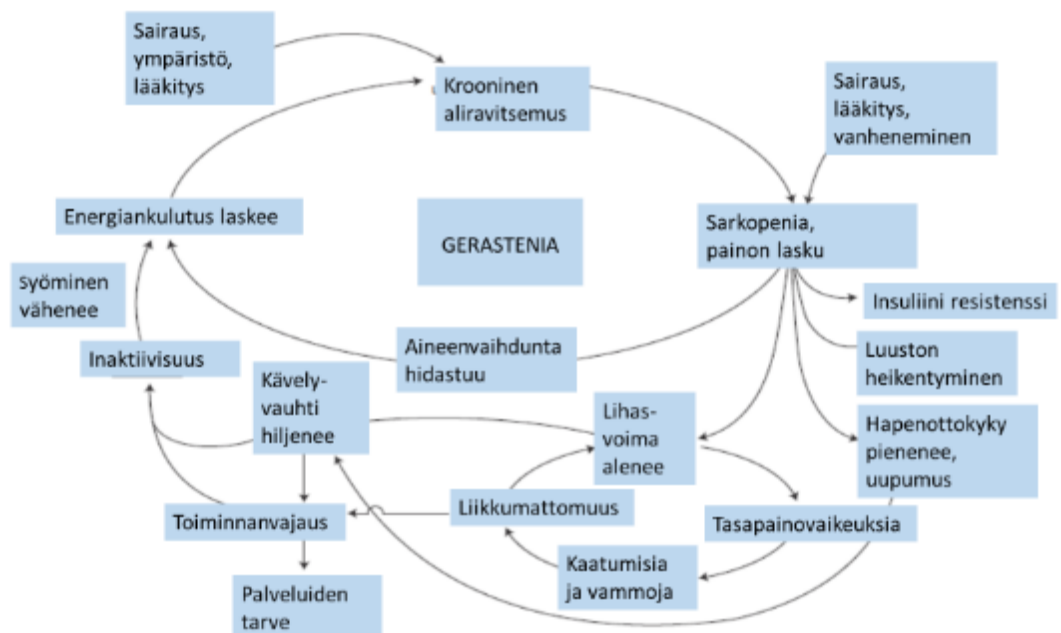 Sairaus,
ympäristö,
lääkitys
Krooninen
aliravitsemus
Sairaus,
lääkitys,
vanheneminen
Energiankulutus laskee
GERASTENIA
Sarkopenia,
painon lasku
Syöminen
vähenee
Insuliini resistenssi
Inaktiivisuus
Aineenvaihdunta
hidastuu
Luuston
heikentyminen
Kävely-
vauhti
hiljenee
Lihas-
voima
alenee
Hapenottokyky
pienenee,
uupumus
Liikkumattomuus
Toiminnanvajaus
Tasapainovaikeuksia
Kaatumisia
ja vammoja
Palveluiden
tarve